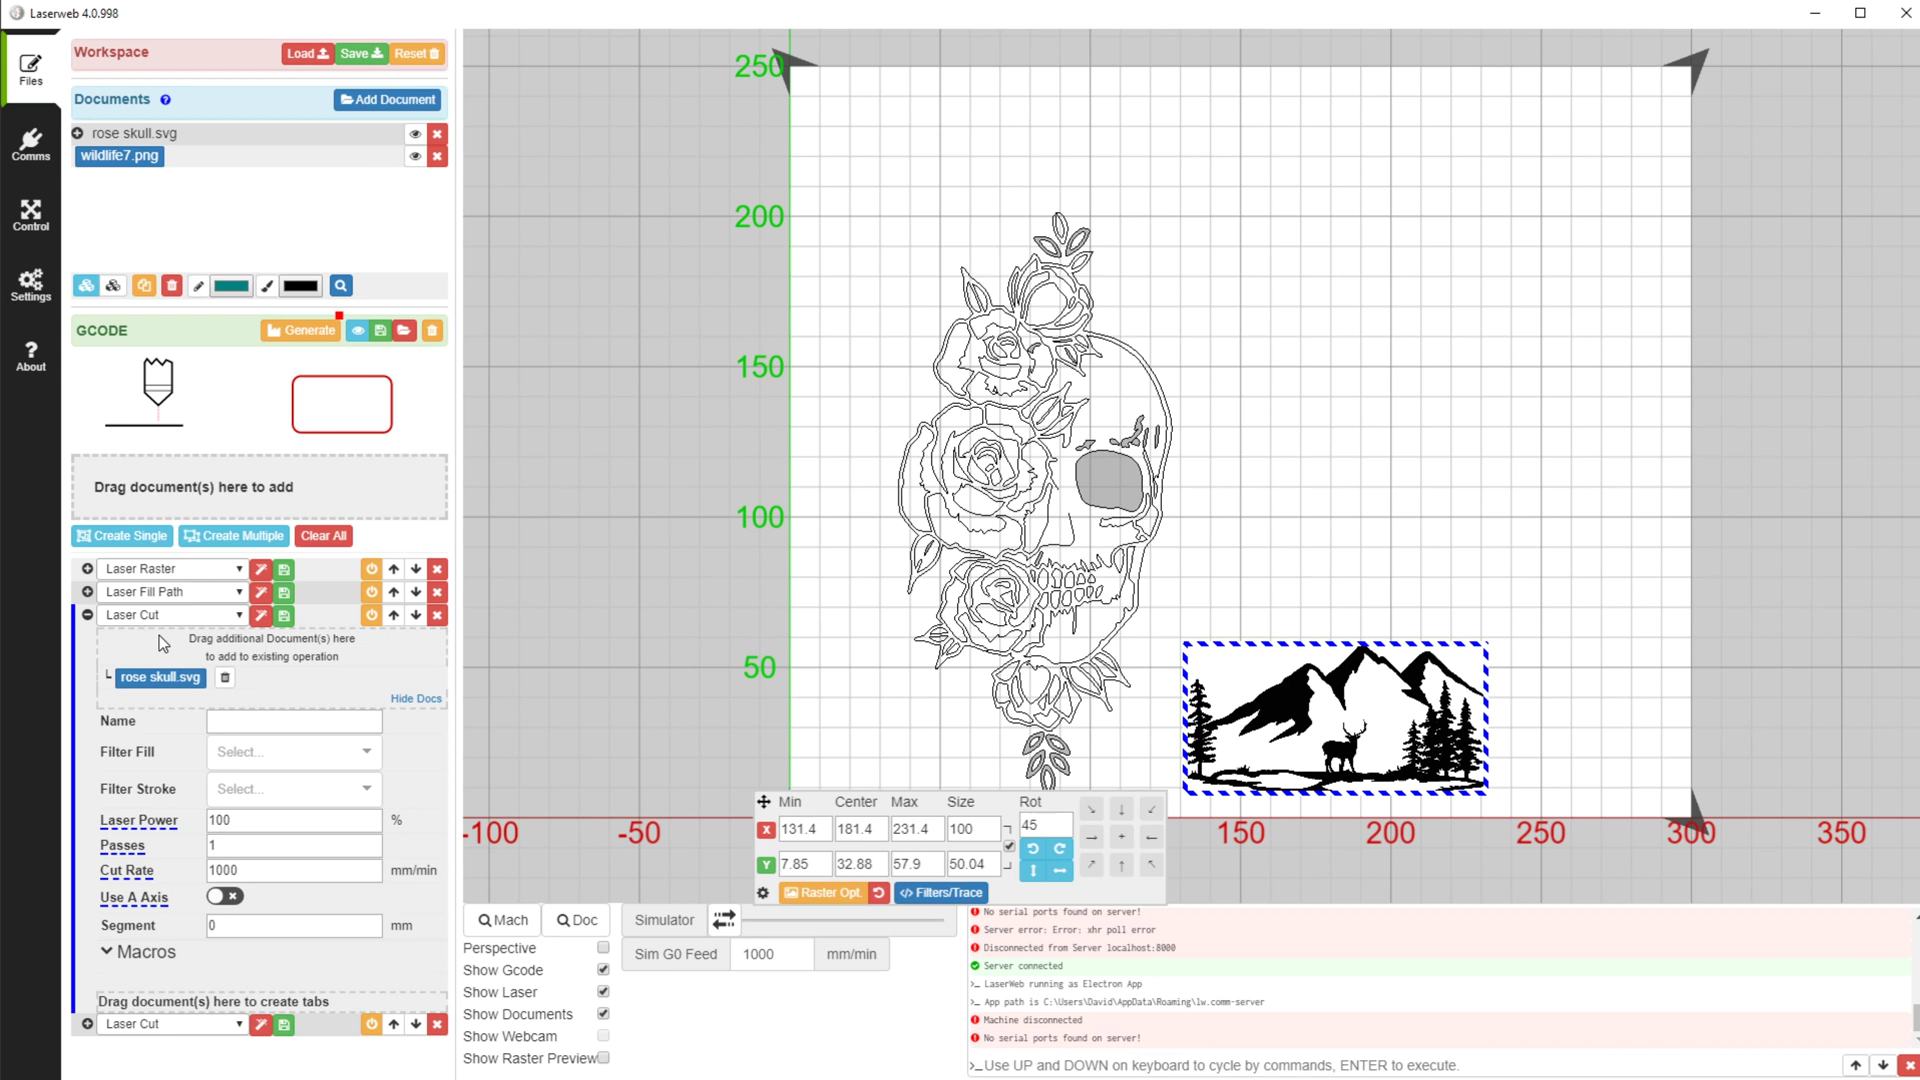 Laserweb 4.0.998
Files
Comms
Control
Settings
? About
Workspace
Load
Save
Reset
Documents
Add Document
rose skull.svg
wildlife7.png
GCODE
Generate
Drag document(s) here to add
Create Single
Create Multiple
Clear All
Laser Raster
Laser Fill Path
Laser Cut
Drag additional Document(s) here
to add to existing operation
rose skull.svg
Hide Docs
Name
Filter Fill Select...
Filter Stroke Select...
Laser Power 100 %
Passes 1
Cut Rate 1000 mm/min
Use A Axis
Segment 0 mm
Macros
Drag document(s) here to create tabs
Laser Cut
250
200
150
100
50
-100 -50 150 200 250 300 350
Min Center Max Size Rot
X 131.4 181.4 231.4 100 45
Y 7.85 32.88 57.9 50.04
Raster Opt.
Filters/Trace
Mach
Doc
Simulator
Perspective
Show Gcode
Show Laser
Show Documents
Show Webcam
Show Raster Preview
Sim G0 Feed 1000 mm/min
No serial ports found on server!
Server error: Error: xhr poll error
Disconnected from Server localhost:8000
Server connected
>_ LaserWeb running as Electron App
>_ App path is C:\Users\David\AppData\Roaming\lw.comm-server
Machine disconnected
No serial ports found on server!
>_Use UP and DOWN on keyboard to cycle by commands, ENTER to execute.